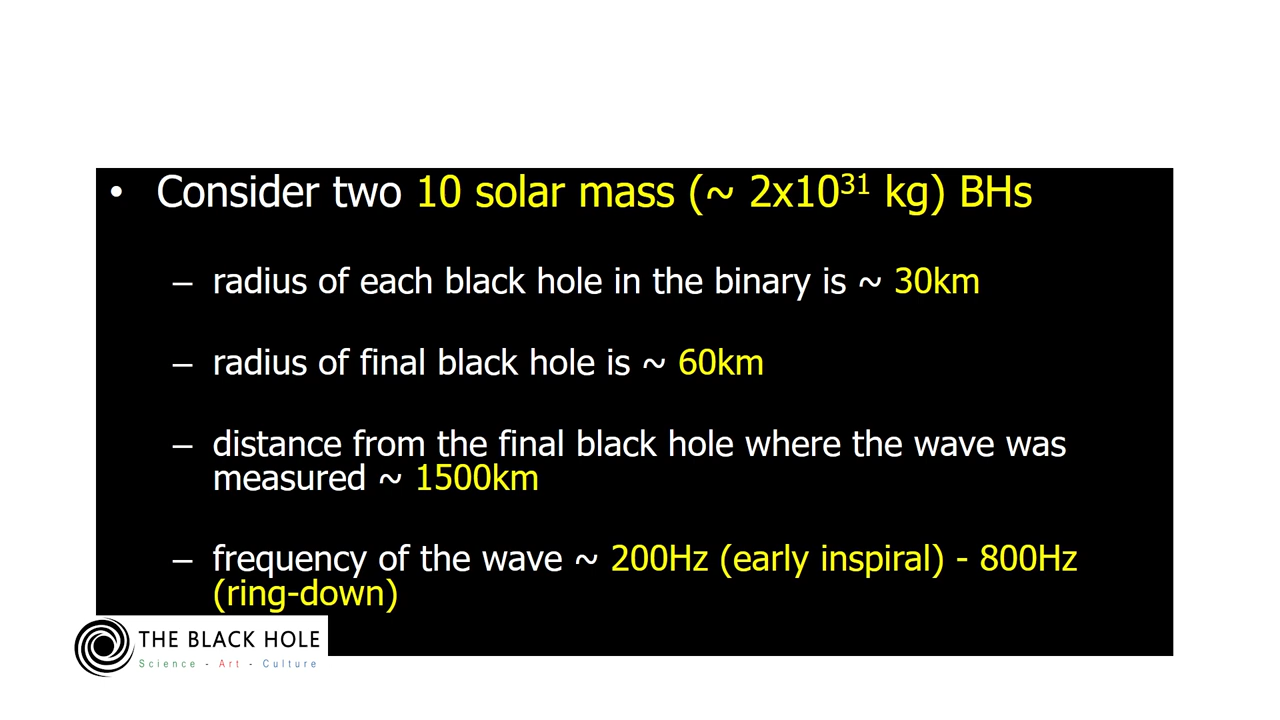 • Consider two 10 solar mass (~ 2x10³¹ kg) BHs
– radius of each black hole in the binary is ~ 30km
– radius of final black hole is ~ 60km
– distance from the final black hole where the wave was
measured ~ 1500km
– frequency of the wave ~ 200Hz (early inspiral) - 800Hz
(ring-down)
THE BLACK HOLE
Science - Art - Culture